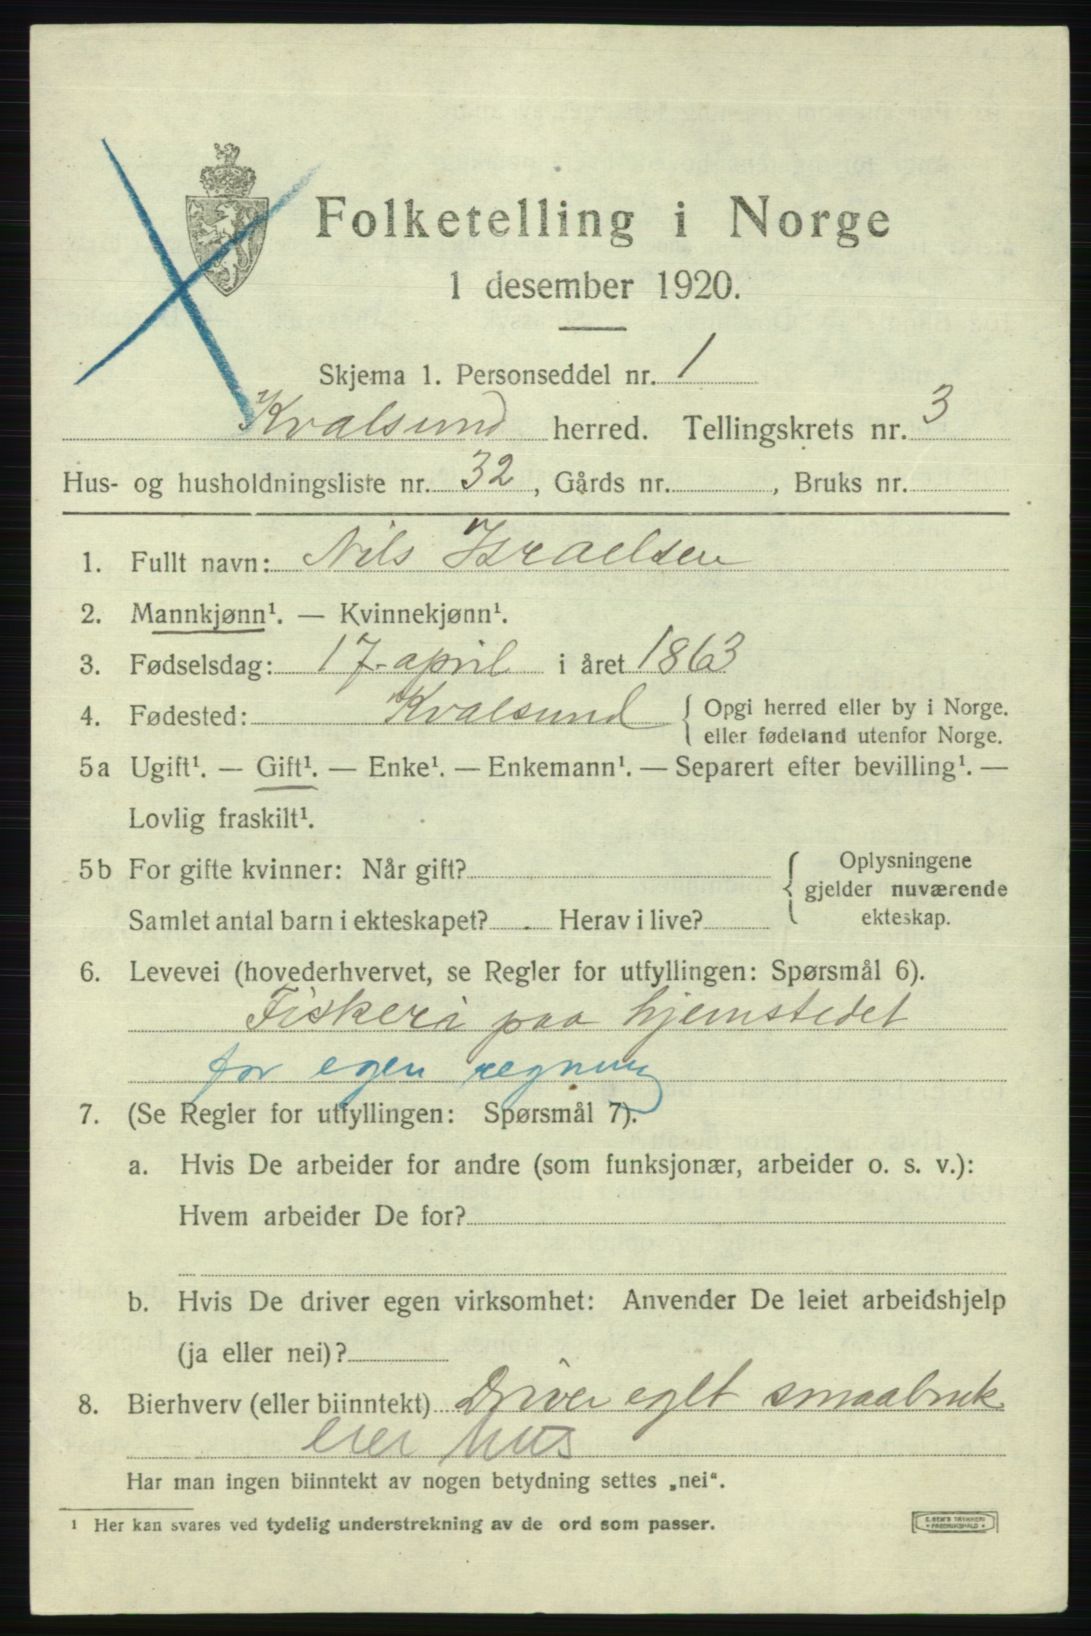 Folketelling i Norge
1 desember 1920.
Skjema 1. Personseddel nr. 1
Kvalsund herred. Tellingskrets nr. 3
Hus- og husholdningsliste nr. 32, Gårds nr. , Bruks nr.
1. Fullt navn: Nils Israelsen
2. Mannkjønn¹. — Kvinnekjønn¹.
3. Fødselsdag: 17. april i året 1863
4. Fødested: Kvalsund { Opgi herred eller by i Norge,
eller fødeland utenfor Norge.
5a Ugift¹. — Gift¹. — Enke¹. — Enkemann¹. — Separert efter bevilling¹. —
Lovlig fraskilt¹.
5b For gifte kvinner: Når gift?
Samlet antal barn i ekteskapet? Herav i live?
{ Oplysningene
gjelder nuværende
ekteskap.
6. Levevei (hovederhvervet, se Regler for utfyllingen: Spørsmål 6).
Fiskeri paa hjemstedet
for egen regning
7. (Se Regler for utfyllingen: Spørsmål 7).
a. Hvis De arbeider for andre (som funksjonær, arbeider o. s. v.):
Hvem arbeider De for?
b. Hvis De driver egen virksomhet: Anvender De leiet arbeidshjelp
(ja eller nei)?
8. Bierhverv (eller biinntekt) Driver eget smaabruk
eier hus
Har man ingen biinntekt av nogen betydning settes „nei“.
¹ Her kan svares ved tydelig understrekning av de ord som passer.